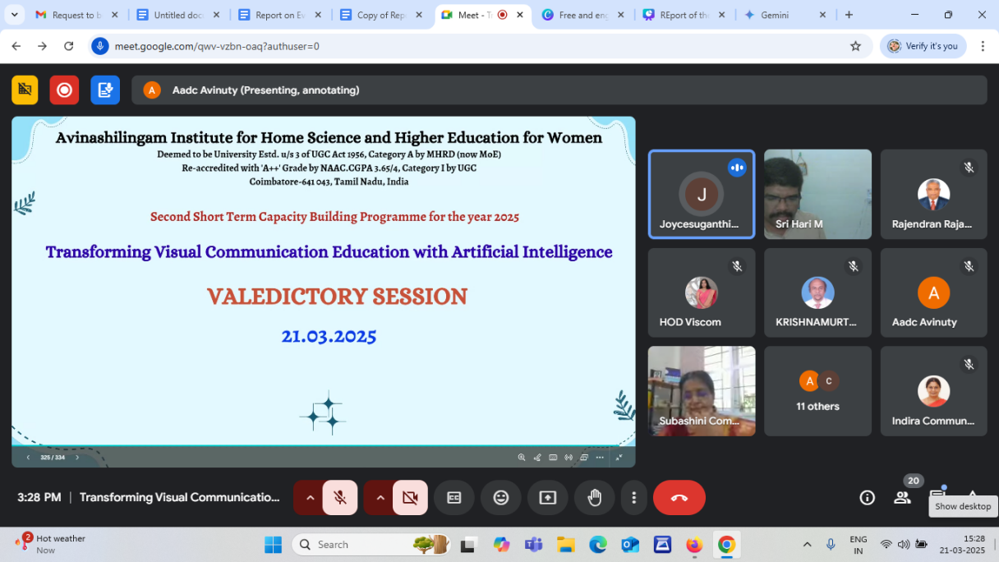 Request to b
Untitled doc
Report on Ev
Copy of Rep
Meet - Tr
Free and eng
REport of the
Gemini
meet.google.com/qwv-vzbn-oaq?authuser=0
Verify it's you
A Aadc Avinuty (Presenting, annotating)
Avinashilingam Institute for Home Science and Higher Education for Women
Deemed to be University Estd. u/s 3 of UGC Act 1956, Category A by MHRD (now MoE)
Re-accredited with 'A++' Grade by NAAC.CGPA 3.65/4, Category I by UGC
Coimbatore-641 043, Tamil Nadu, India
Second Short Term Capacity Building Programme for the year 2025
Transforming Visual Communication Education with Artificial Intelligence
VALEDICTORY SESSION
21.03.2025
325 / 334
J
Joycesuganthi...
Sri Hari M
Rajendran Raja...
HOD Viscom
KRISHNAMURT...
A
Aadc Avinuty
Subashini Com...
A C
11 others
Indira Commun...
3:28 PM | Transforming Visual Communicatio...
CC
20
Show desktop
2
Hot weather
Now
Search
ENG
IN
15:28
21-03-2025